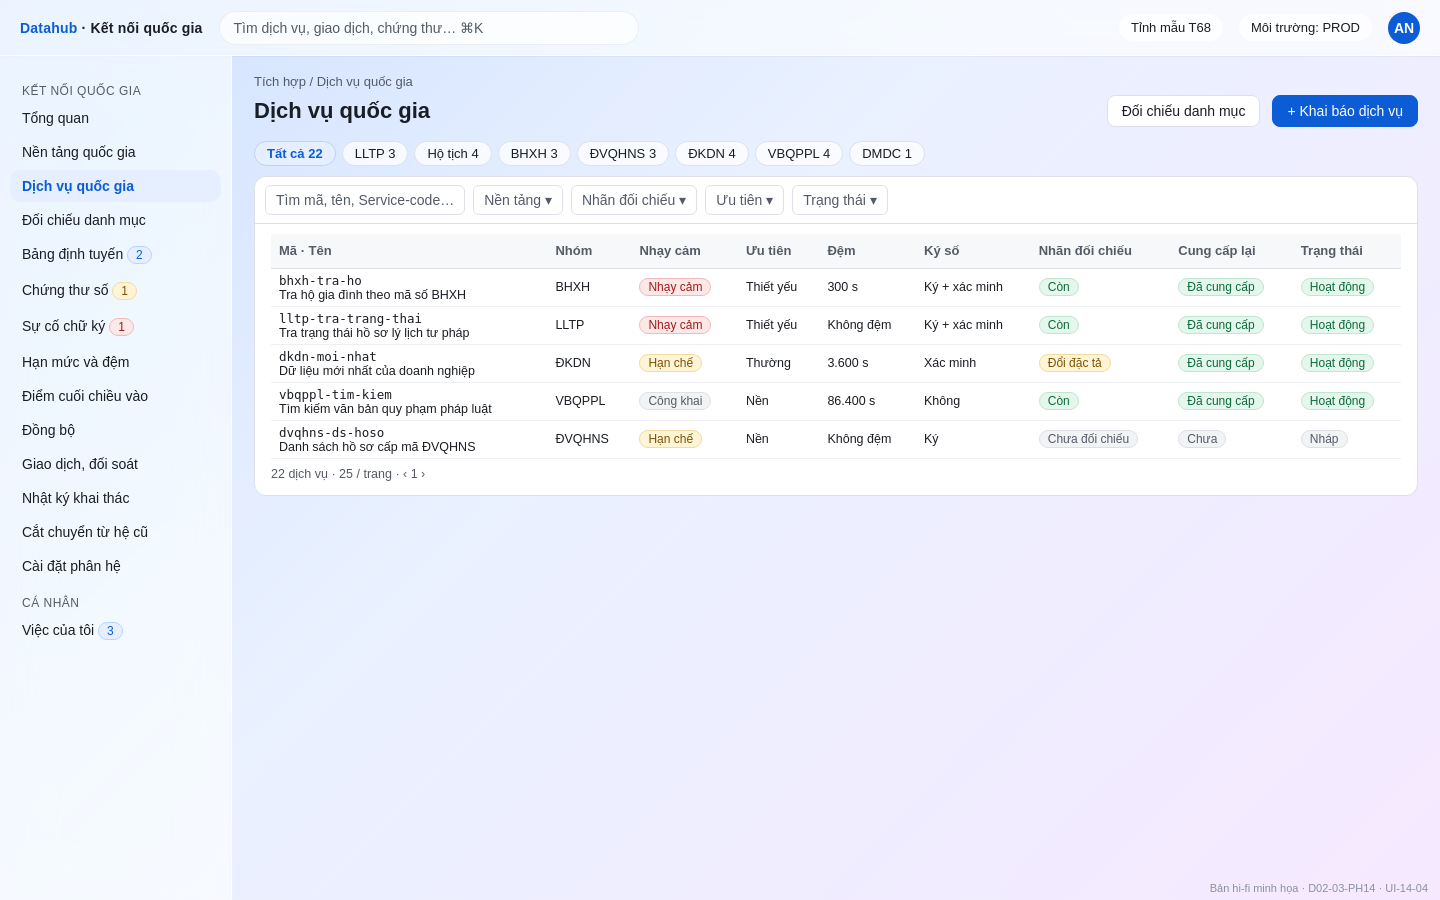 Datahub · Kết nối quốc gia
Tìm dịch vụ, giao dịch, chứng thư… ⌘K
Tỉnh mẫu T68
Môi trường: PROD
AN
KẾT NỐI QUỐC GIA
Tổng quan
Nền tảng quốc gia
Dịch vụ quốc gia
Đối chiếu danh mục
Bảng định tuyến 2
Chứng thư số 1
Sự cố chữ ký 1
Hạn mức và đệm
Điểm cuối chiều vào
Đồng bộ
Giao dịch, đối soát
Nhật ký khai thác
Cắt chuyển từ hệ cũ
Cài đặt phân hệ
CÁ NHÂN
Việc của tôi 3
Tích hợp / Dịch vụ quốc gia
Dịch vụ quốc gia
Đối chiếu danh mục
+ Khai báo dịch vụ
Tất cả 22 LLTP 3 Hộ tịch 4 BHXH 3 ĐVQHNS 3 ĐKDN 4 VBQPPL 4 DMDC 1
Tìm mã, tên, Service-code… Nền tảng ▾ Nhãn đối chiếu ▾ Ưu tiên ▾ Trạng thái ▾
Mã · Tên Nhóm Nhạy cảm Ưu tiên Đệm Ký số Nhãn đối chiếu Cung cấp lại Trạng thái
bhxh-tra-ho
Tra hộ gia đình theo mã số BHXH BHXH Nhạy cảm Thiết yếu 300 s Ký + xác minh Còn Đã cung cấp Hoạt động
lltp-tra-trang-thai
Tra trạng thái hồ sơ lý lịch tư pháp LLTP Nhạy cảm Thiết yếu Không đệm Ký + xác minh Còn Đã cung cấp Hoạt động
dkdn-moi-nhat
Dữ liệu mới nhất của doanh nghiệp ĐKDN Hạn chế Thường 3.600 s Xác minh Đổi đặc tả Đã cung cấp Hoạt động
vbqppl-tim-kiem
Tìm kiếm văn bản quy phạm pháp luật VBQPPL Công khai Nền 86.400 s Không Còn Đã cung cấp Hoạt động
dvqhns-ds-hoso
Danh sách hồ sơ cấp mã ĐVQHNS ĐVQHNS Hạn chế Nền Không đệm Ký Chưa đối chiếu Chưa Nháp
22 dịch vụ · 25 / trang · ‹ 1 ›
Bản hi-fi minh họa · D02-03-PH14 · UI-14-04